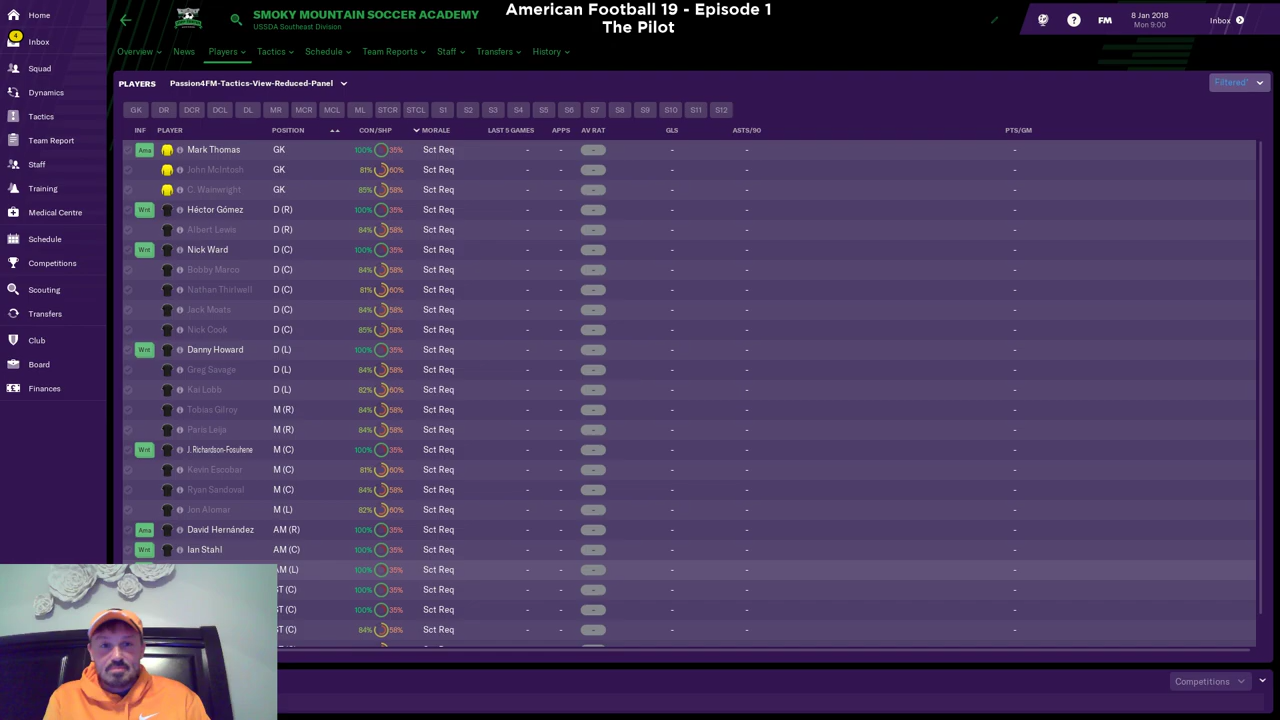 American Football 19 - Episode 1
The Pilot
SMOKY MOUNTAIN SOCCER ACADEMY
USSDA Southeast Division
FM
8 Jan 2018
Mon 9:00
Inbox
4
Home
Inbox
Squad
Dynamics
Tactics
Team Report
Staff
Training
Medical Centre
Schedule
Competitions
Scouting
Transfers
Club
Board
Finances
Overview News Players Tactics Schedule Team Reports Staff Transfers History
PLAYERS Passion4FM-Tactics-View-Reduced-Panel Filtered*
GK DR DCR DCL DL MR MCR MCL ML STCR STCL S1 S2 S3 S4 S5 S6 S7 S8 S9 S10 S11 S12
INF PLAYER POSITION CON/SHP MORALE LAST 5 GAMES APPS AV RAT GLS ASTS/90 PTS/GM
Ama Mark Thomas GK 100% 35% Sct Req - - - - - -
John McIntosh GK 81% 60% Sct Req - - - - - -
C. Wainwright GK 85% 58% Sct Req - - - - - -
Wnt Héctor Gómez D (R) 100% 35% Sct Req - - - - - -
Albert Lewis D (R) 84% 58% Sct Req - - - - - -
Wnt Nick Ward D (C) 100% 35% Sct Req - - - - - -
Bobby Marco D (C) 84% 58% Sct Req - - - - - -
Nathan Thirlwell D (C) 81% 60% Sct Req - - - - - -
Jack Moats D (C) 84% 58% Sct Req - - - - - -
Nick Cook D (C) 85% 58% Sct Req - - - - - -
Wnt Danny Howard D (L) 100% 35% Sct Req - - - - - -
Greg Savage D (L) 84% 58% Sct Req - - - - - -
Kai Lobb D (L) 82% 60% Sct Req - - - - - -
Tobias Gilroy M (R) 84% 58% Sct Req - - - - - -
Paris Leija M (R) 84% 58% Sct Req - - - - - -
Wnt J. Richardson-Fosuhene M (C) 100% 35% Sct Req - - - - - -
Kevin Escobar M (C) 81% 60% Sct Req - - - - - -
Ryan Sandoval M (C) 84% 58% Sct Req - - - - - -
Jon Alomar M (L) 82% 60% Sct Req - - - - - -
Ama David Hernández AM (R) 100% 35% Sct Req - - - - - -
Wnt Ian Stahl AM (C) 100% 35% Sct Req - - - - - -
AM (L) 100% 35% Sct Req - - - - - -
ST (C) 100% 35% Sct Req - - - - - -
ST (C) 100% 35% Sct Req - - - - - -
ST (C) 84% 58% Sct Req - - - - - -
Competitions